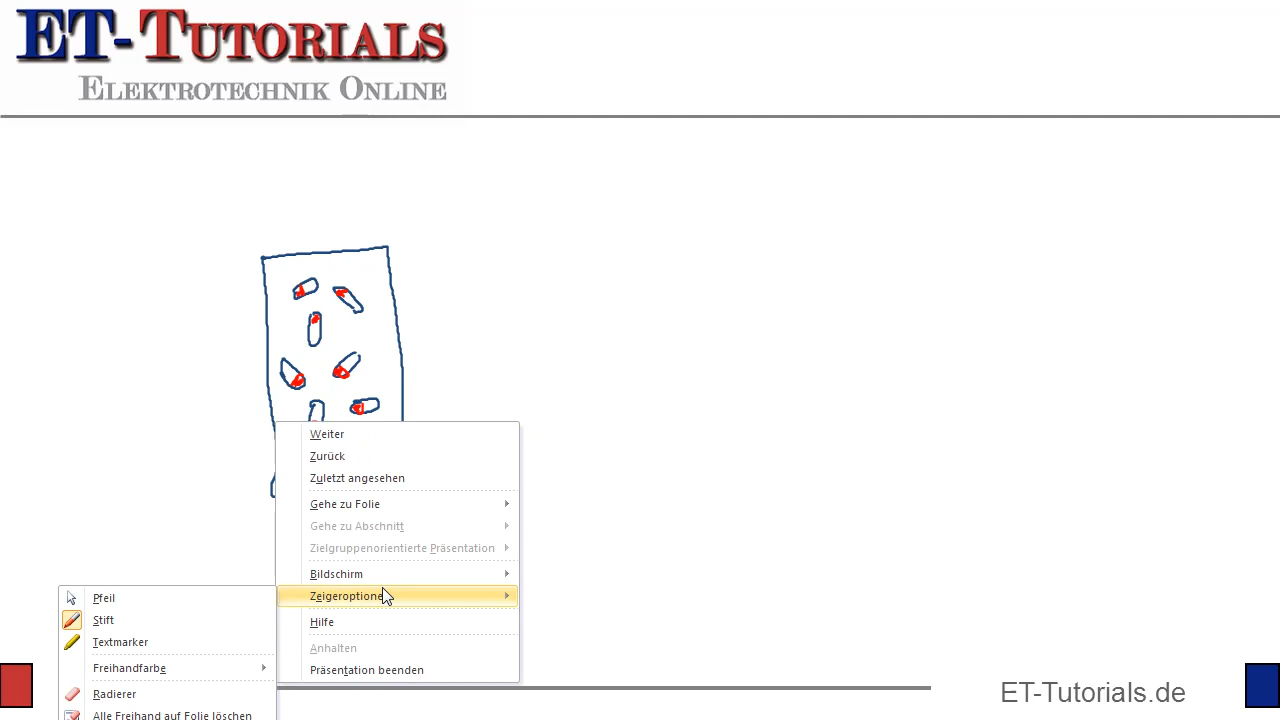 ET-Tutorials
Elektrotechnik Online
Weiter
Zurück
Zuletzt angesehen
Gehe zu Folie
Gehe zu Abschnitt
Zielgruppenorientierte Präsentation
Bildschirm
Zeigeroptionen
Hilfe
Anhalten
Präsentation beenden
Pfeil
Stift
Textmarker
Freihandfarbe
Radierer
Alle Freihand auf Folie löschen
ET-Tutorials.de